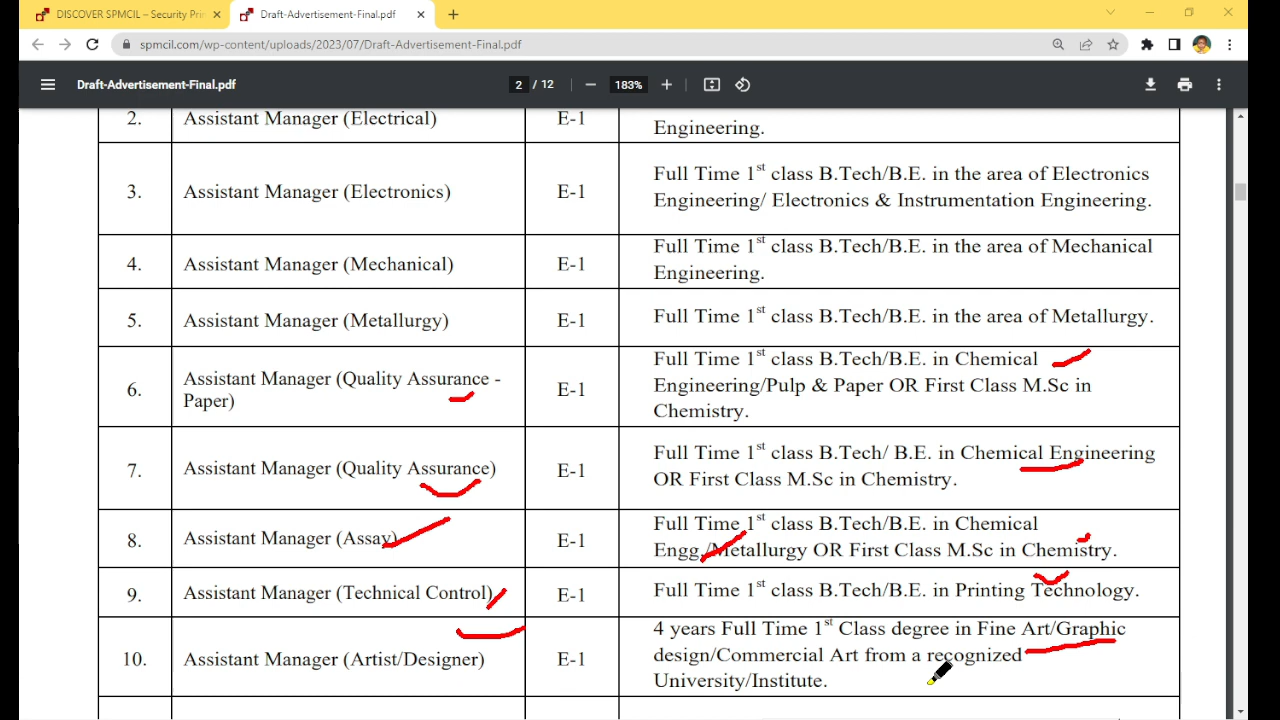 DISCOVER SPMCIL – Security Prin
Draft-Advertisement-Final.pdf
spmcil.com/wp-content/uploads/2023/07/Draft-Advertisement-Final.pdf
Draft-Advertisement-Final.pdf
2 / 12
183%
2. Assistant Manager (Electrical) E-1
Engineering.
3. Assistant Manager (Electronics) E-1
Full Time 1st class B.Tech/B.E. in the area of Electronics
Engineering/ Electronics & Instrumentation Engineering.
4. Assistant Manager (Mechanical) E-1
Full Time 1st class B.Tech/B.E. in the area of Mechanical
Engineering.
5. Assistant Manager (Metallurgy) E-1
Full Time 1st class B.Tech/B.E. in the area of Metallurgy.
6. Assistant Manager (Quality Assurance -
Paper) E-1
Full Time 1st class B.Tech/B.E. in Chemical
Engineering/Pulp & Paper OR First Class M.Sc in
Chemistry.
7. Assistant Manager (Quality Assurance) E-1
Full Time 1st class B.Tech/ B.E. in Chemical Engineering
OR First Class M.Sc in Chemistry.
8. Assistant Manager (Assay) E-1
Full Time 1st class B.Tech/B.E. in Chemical
Engg./Metallurgy OR First Class M.Sc in Chemistry.
9. Assistant Manager (Technical Control) E-1
Full Time 1st class B.Tech/B.E. in Printing Technology.
10. Assistant Manager (Artist/Designer) E-1
4 years Full Time 1st Class degree in Fine Art/Graphic
design/Commercial Art from a recognized
University/Institute.